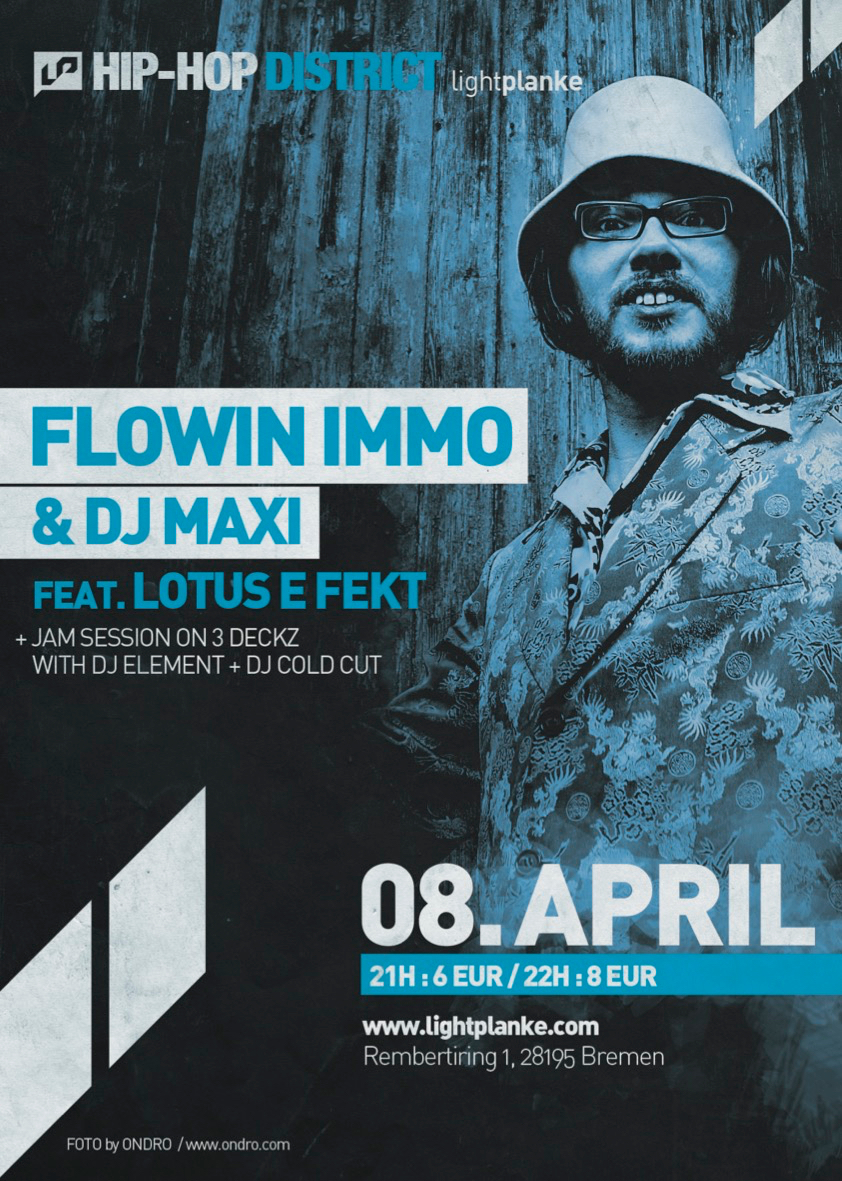 HIP-HOP DISTRICT lightplanke
FLOWIN IMMO
& DJ MAXI
FEAT. LOTUS E FEKT
+ JAM SESSION ON 3 DECKZ
WITH DJ ELEMENT + DJ COLD CUT
08. APRIL
21H : 6 EUR / 22H : 8 EUR
www.lightplanke.com
Rembertiring 1, 28195 Bremen
FOTO by ONDRO / www.ondro.com